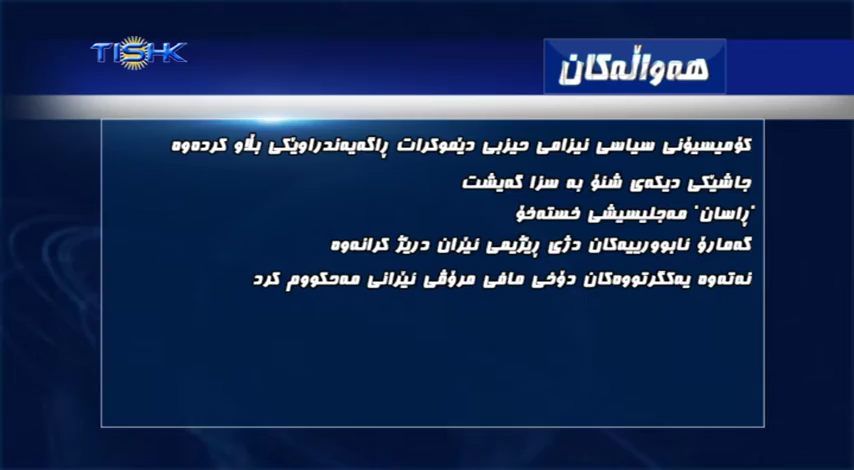 TISHK
هەواڵەکان
کۆمیسیۆنی سیاسی نیزامی حیزبی دێموکرات ڕاگەیەندراوێکی بڵاو کردەوە
جاشێکی دیکەی شنۆ بە سزا گەیشت
"ڕاسان" مەجلیسیشی خستەخۆ
گەمارۆ ئابوورییەکان دژی ڕێژیمی ئێران درێژ کرانەوە
نەتەوە یەکگرتووەکان دۆخی مافی مرۆڤی ئێرانی مەحکووم کرد